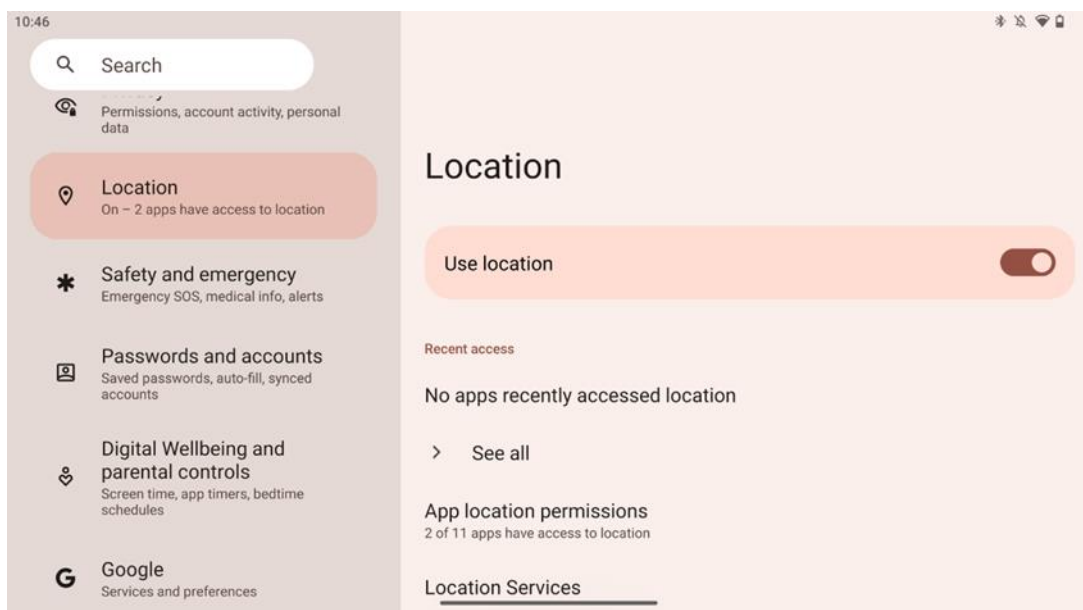 10:46
Search
Permissions, account activity, personal
data
Location
On – 2 apps have access to location
Safety and emergency
Emergency SOS, medical info, alerts
Passwords and accounts
Saved passwords, auto-fill, synced
accounts
Digital Wellbeing and
parental controls
Screen time, app timers, bedtime
schedules
Google
Services and preferences
Location
Use location
Recent access
No apps recently accessed location
See all
App location permissions
2 of 11 apps have access to location
Location Services